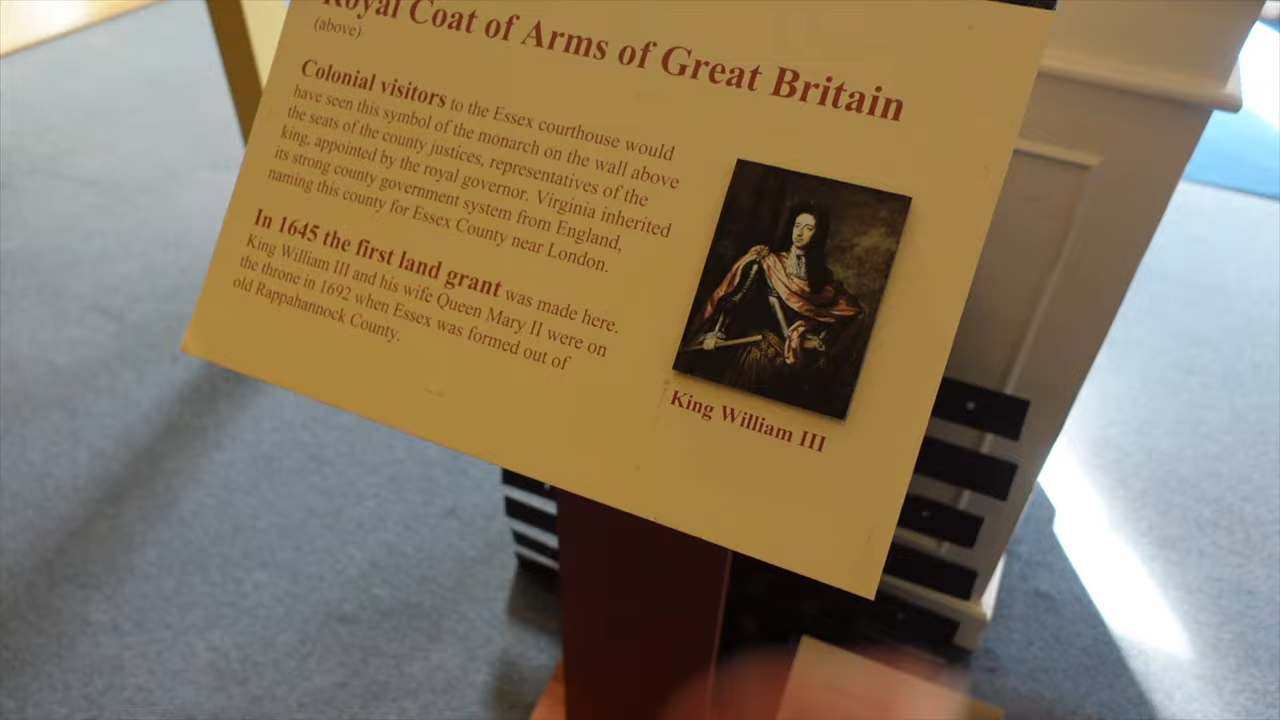 Royal Coat of Arms of Great Britain
(above)
Colonial visitors to the Essex courthouse would
have seen this symbol of the monarch on the wall above
the seats of the county justices, representatives of the
king, appointed by the royal governor. Virginia inherited
its strong county government system from England,
naming this county for Essex County near London.
In 1645 the first land grant was made here.
King William III and his wife Queen Mary II were on
the throne in 1692 when Essex was formed out of
old Rappahannock County.
King William III